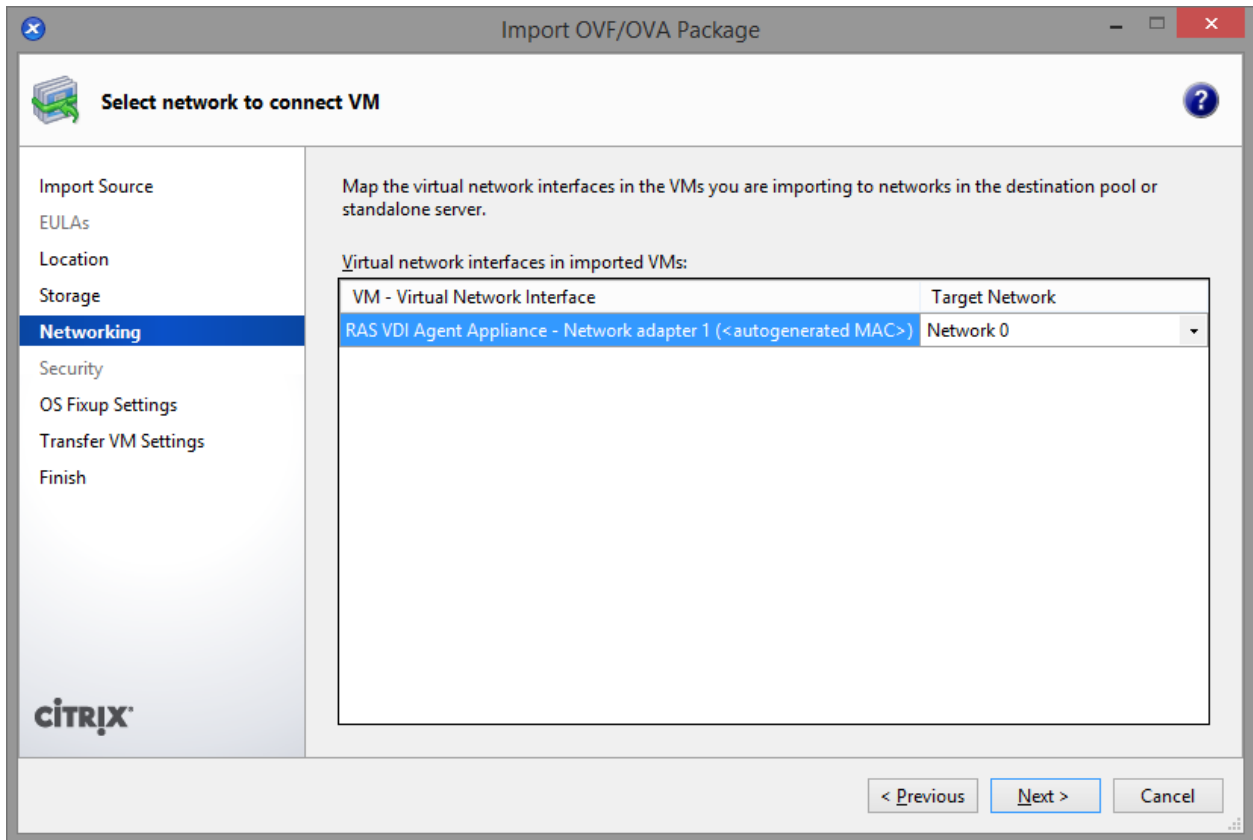 Import OVF/OVA Package
Select network to connect VM
?
Import Source
EULAs
Location
Storage
Networking
Security
OS Fixup Settings
Transfer VM Settings
Finish
CİTRIX
Map the virtual network interfaces in the VMs you are importing to networks in the destination pool or
standalone server.
Virtual network interfaces in imported VMs:
VM - Virtual Network Interface Target Network
RAS VDI Agent Appliance - Network adapter 1 (<autogenerated MAC>) Network 0
< Previous Next > Cancel